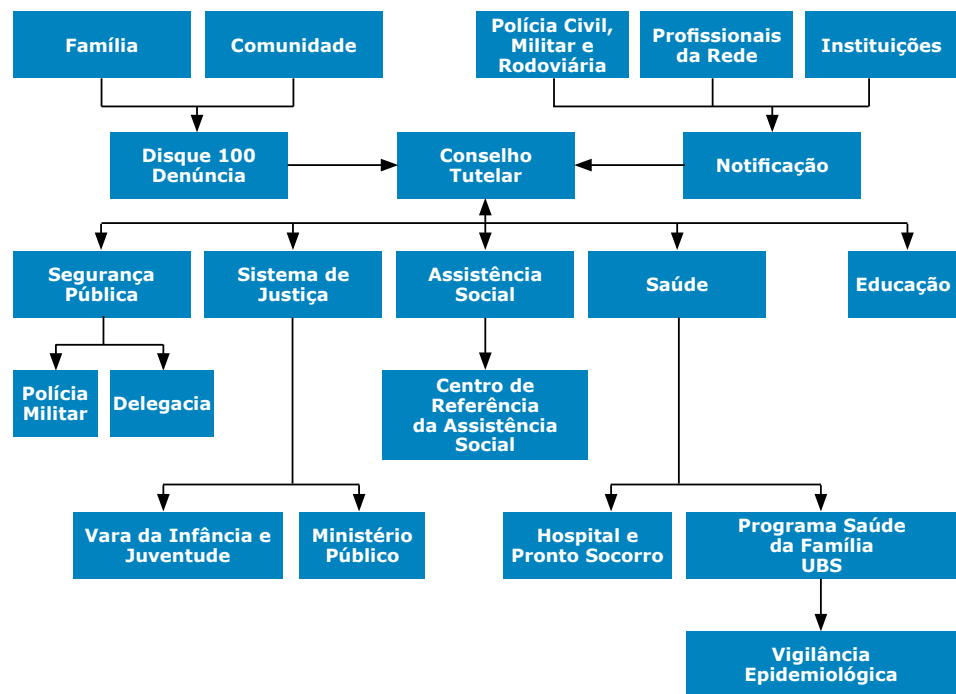 Família
Comunidade
Polícia Civil,
Militar e
Rodoviária
Profissionais
da Rede
Instituições
Disque 100
Denúncia
Conselho
Tutelar
Notificação
Segurança
Pública
Sistema de
Justiça
Assistência
Social
Saúde
Educação
Polícia
Militar
Delegacia
Centro de
Referência
da Assistência
Social
Vara da Infância e
Juventude
Ministério
Público
Hospital e
Pronto Socorro
Programa Saúde
da Família
UBS
Vigilância
Epidemiológica